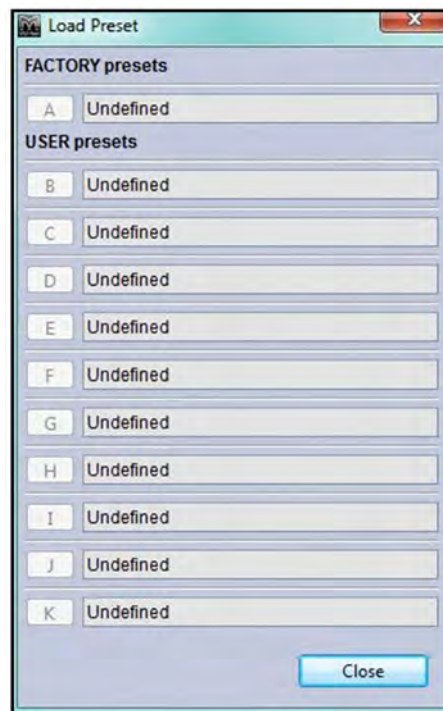 Load Preset
FACTORY presets
A Undefined
USER presets
B Undefined
C Undefined
D Undefined
E Undefined
F Undefined
G Undefined
H Undefined
I Undefined
J Undefined
K Undefined
Close